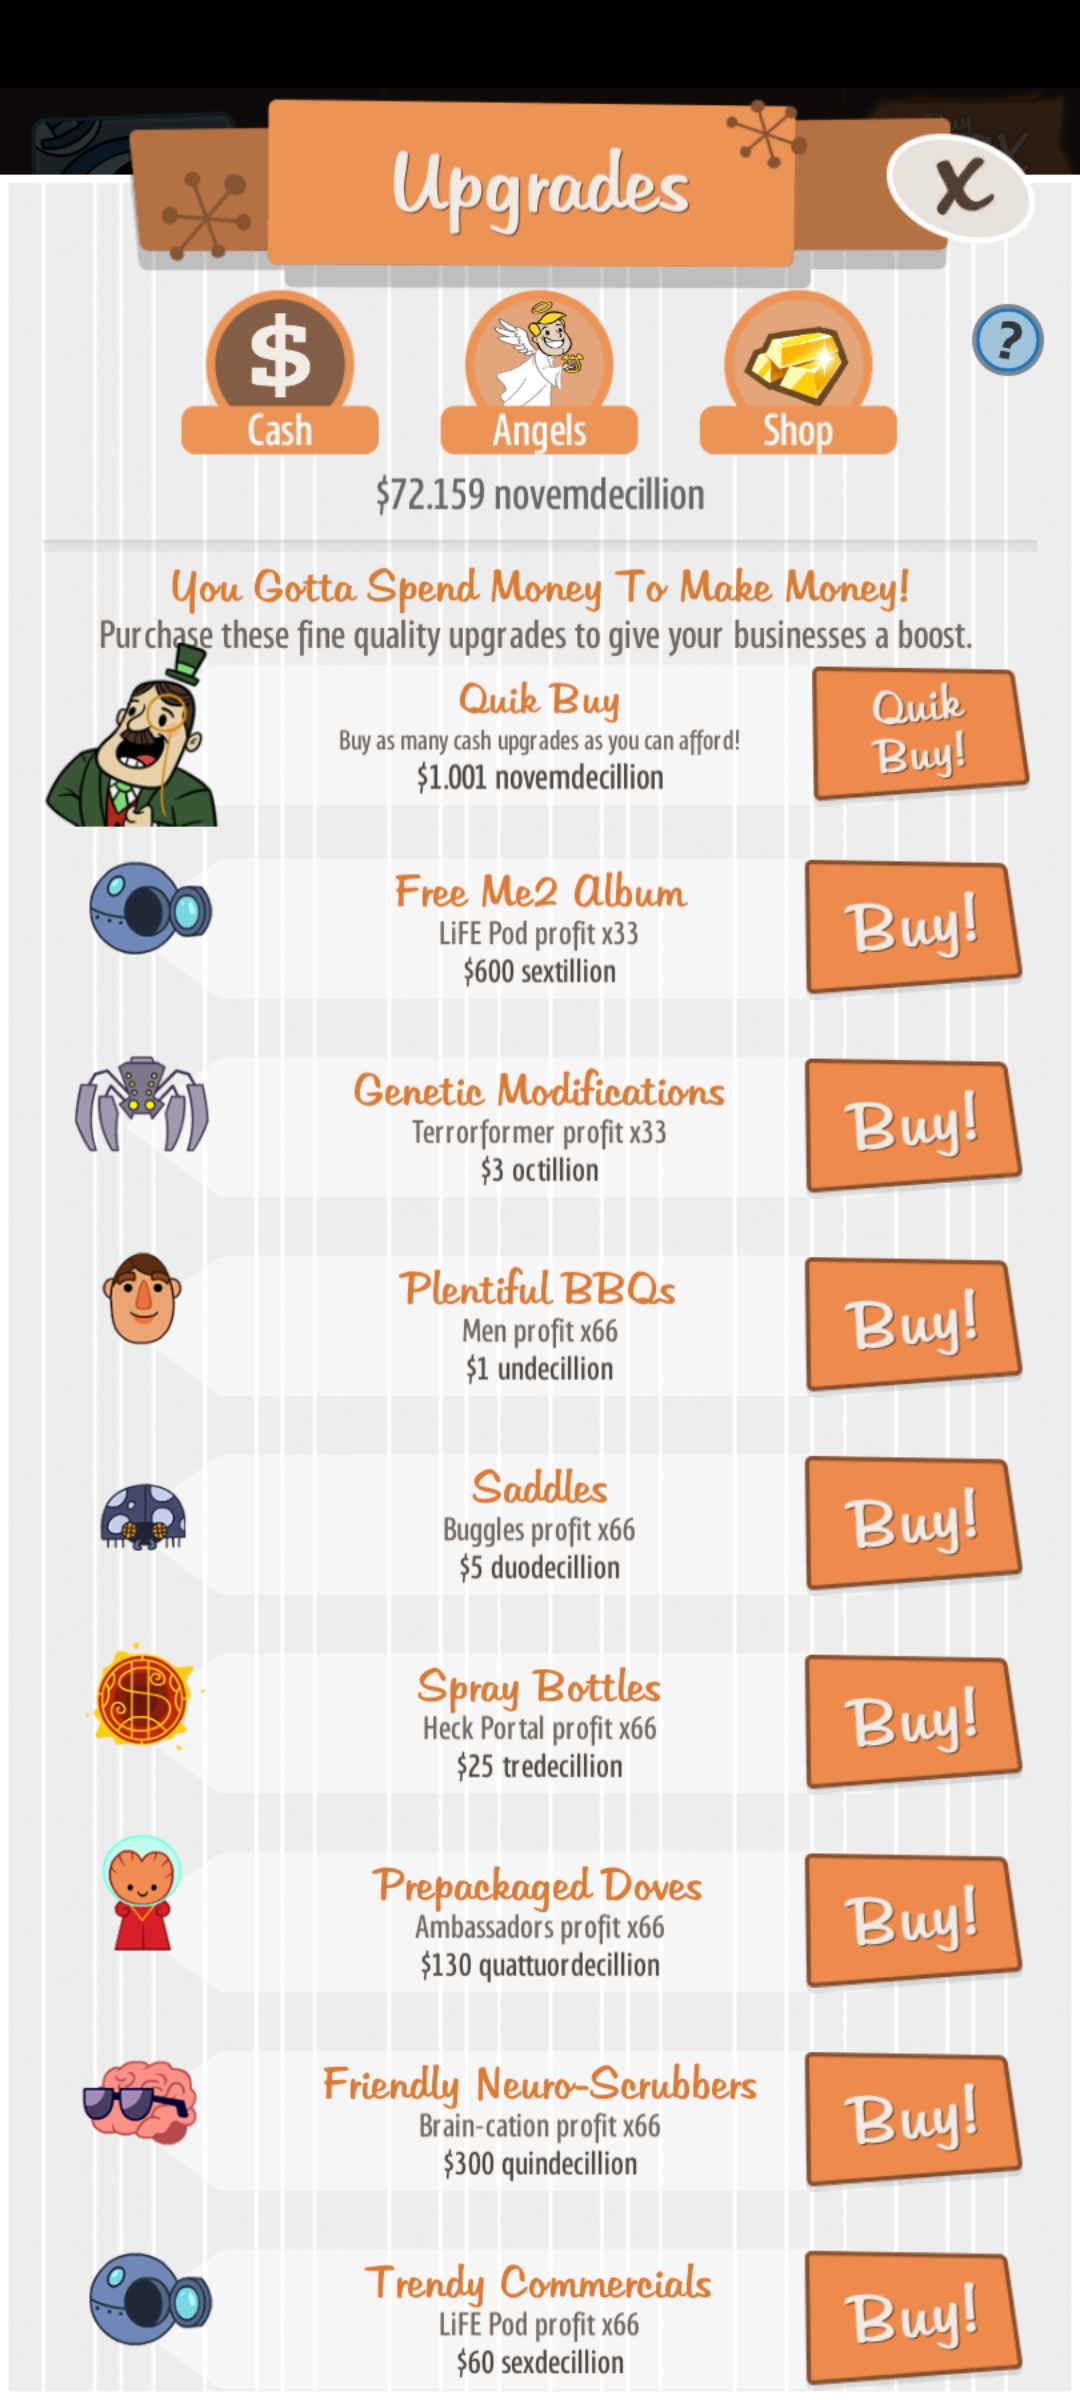 Upgrades
X
$
?
Cash
Angels
Shop
$72.159 novemdecillion
You Gotta Spend Money To Make Money!
Purchase these fine quality upgrades to give your businesses a boost.
Quik Buy
Buy as many cash upgrades as you can afford!
$1.001 novemdecillion
Quik
Buy!
Free Me2 Album
LiFE Pod profit x33
$600 sextillion
Buy!
Genetic Modifications
Terrorformer profit x33
$3 octillion
Buy!
Plentiful BBQs
Men profit x66
$1 undecillion
Buy!
Saddles
Buggles profit x66
$5 duodecillion
Buy!
Spray Bottles
Heck Portal profit x66
$25 tredecillion
Buy!
Prepackaged Doves
Ambassadors profit x66
$130 quattuordecillion
Buy!
Friendly Neuro-Scrubbers
Brain-cation profit x66
$300 quindecillion
Buy!
Trendy Commercials
LiFE Pod profit x66
$60 sexdecillion
Buy!